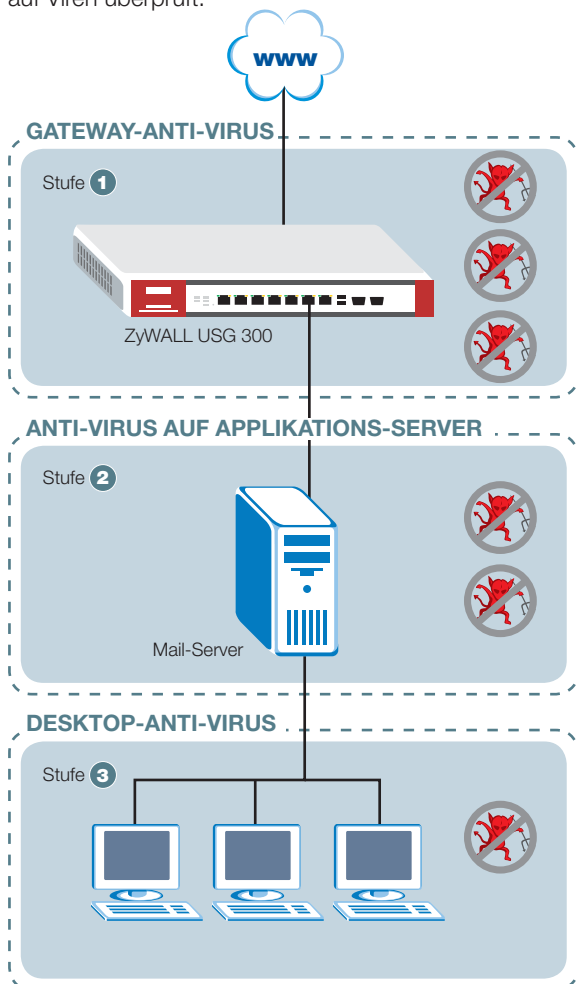 auf Viren überprüft.
www
GATEWAY-ANTI-VIRUS
Stufe 1
ZyWALL USG 300
ANTI-VIRUS AUF APPLIKATIONS-SERVER
Stufe 2
Mail-Server
DESKTOP-ANTI-VIRUS
Stufe 3